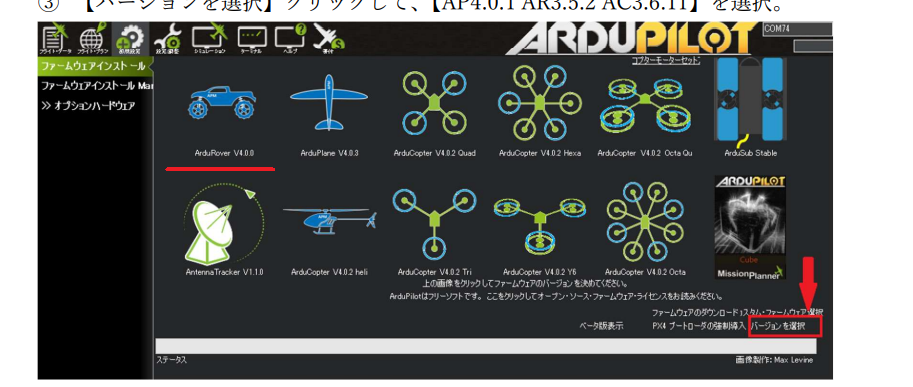 ③ 【バージョンを選択】クリックして、【AP4.0.1 AR3.5.2 AC3.6.11】を選択。
フライト・データ フライト・プラン 初期設定 設定/調整 シミュレーション ターミナル ヘルプ 寄付
ARDUPILOT
COM74
ファームウェアインストール
ファームウェアインストール Mai
≫ オプションハードウェア
コプターモーターセット:
ArduRover V4.0.0 ArduPlane V4.0.3 ArduCopter V4.0.2 Quad ArduCopter V4.0.2 Hexa ArduCopter V4.0.2 Octa Qu ArduSub Stable
ARDUPILOT
Cube
MissionPlanner
AntennaTracker V1.1.0 ArduCopter V4.0.2 heli ArduCopter V4.0.2 Tri ArduCopter V4.0.2 Y6 ArduCopter V4.0.2 Octa
上の画像をクリックしてファームウェアのバージョンを決めてください。
ArduPilotはフリーソフトです。ここをクリックしてオープン・ソース・ファームウェア・ライセンスをお読みください。
ファームウェアのダウンロード スタム・ファームウェア選択
ベータ版表示 PX4 ブートローダの強制導入 バージョンを選択
ステータス 画像製作: Max Levine